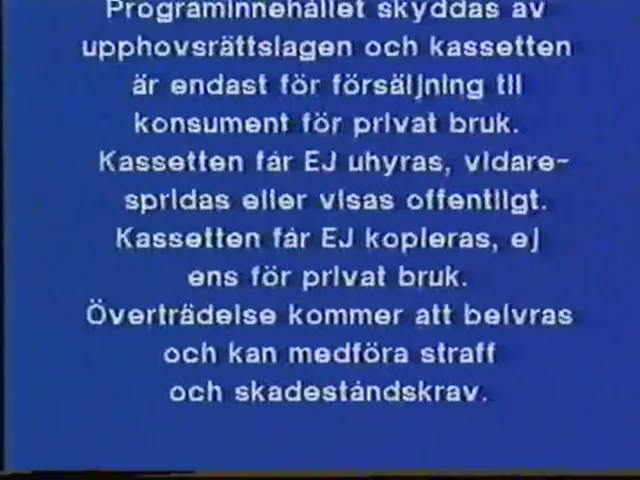 Programinnehållet skyddas av
upphovsrättslagen och kassetten
är endast för försäljning til
konsument för privat bruk.
Kassetten får EJ uhyras, vidare-
spridas eller visas offentligt.
Kassetten får EJ kopieras, ej
ens för privat bruk.
Överträdelse kommer att beivras
och kan medföra straff
och skadeståndskrav.